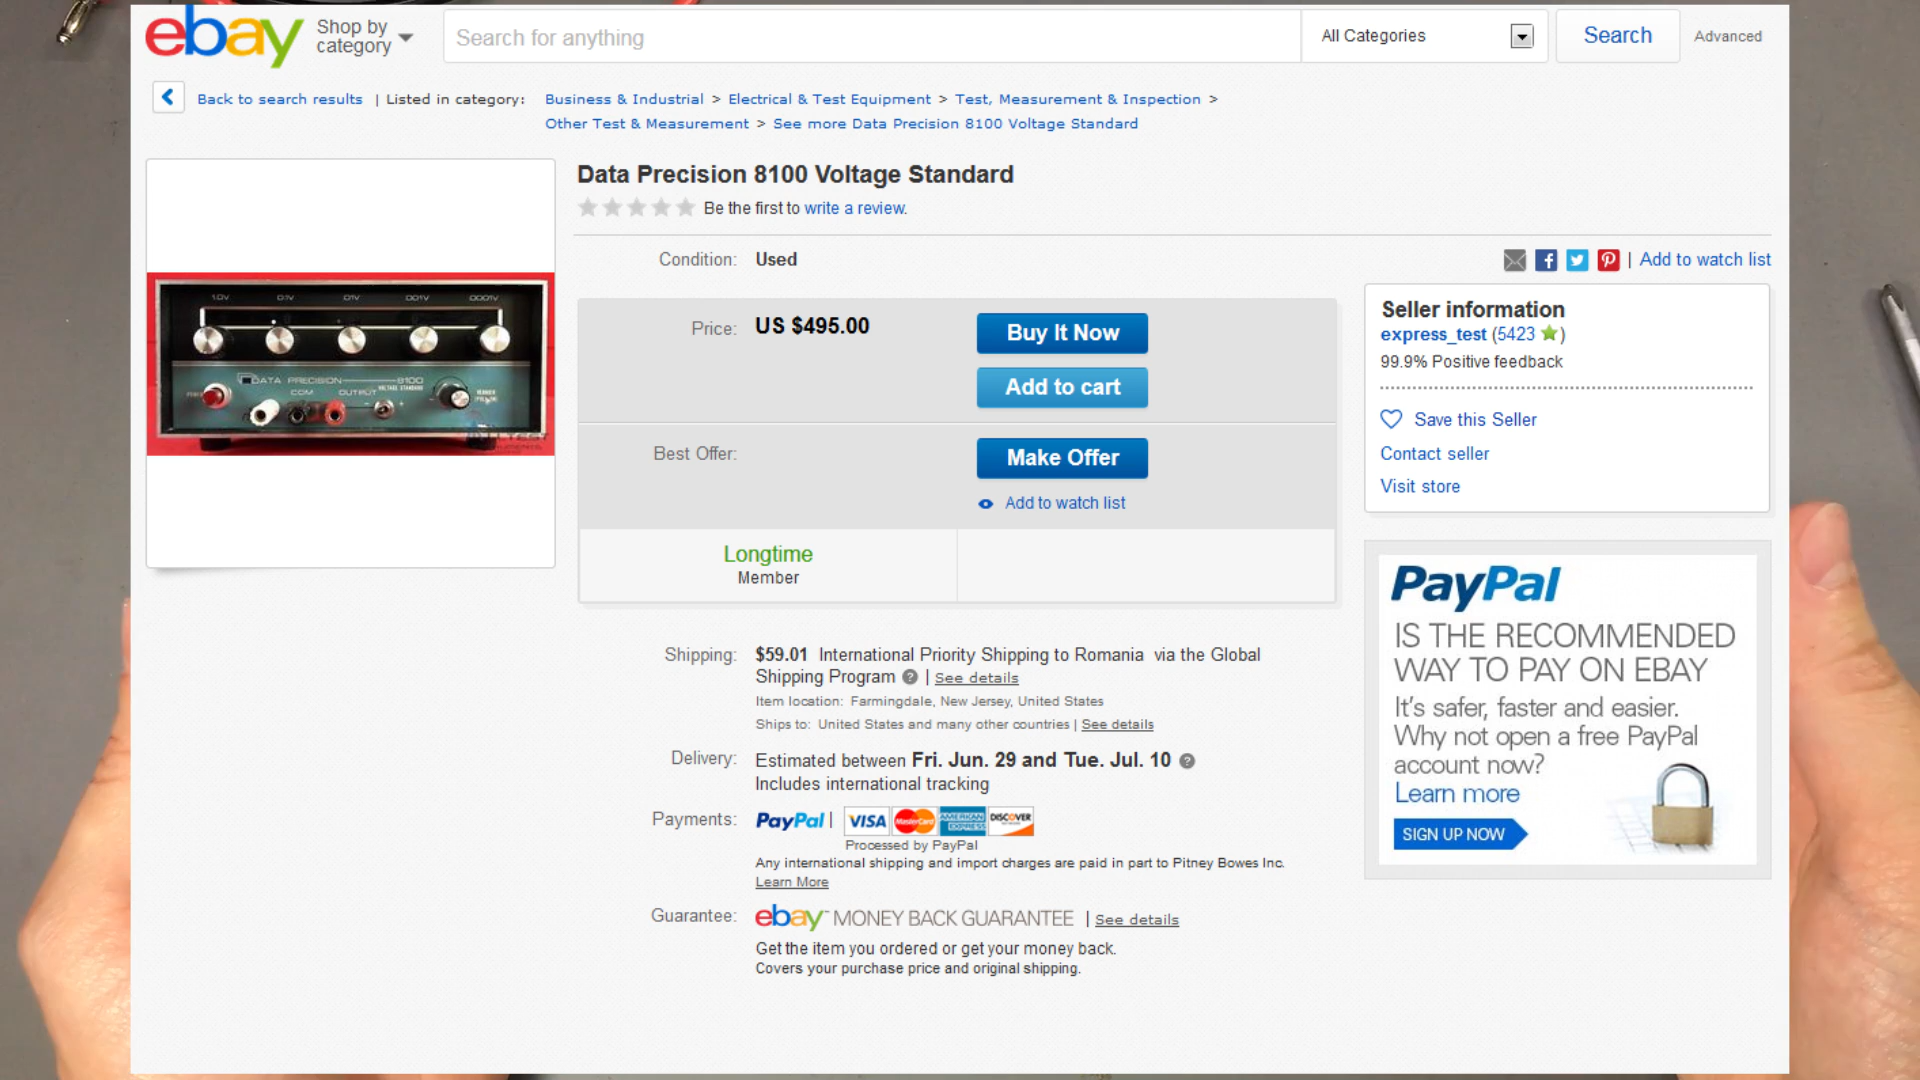 ebay Shop by category Search for anything All Categories Search Advanced
Back to search results | Listed in category: Business & Industrial > Electrical & Test Equipment > Test, Measurement & Inspection >
Other Test & Measurement > See more Data Precision 8100 Voltage Standard
Data Precision 8100 Voltage Standard
Be the first to write a review.
Condition: Used
| Add to watch list
1.0V
DATA PRECISION 8100
VOLTAGE STANDARD
COM OUTPUT
Price: US $495.00
Buy It Now
Add to cart
Best Offer:
Make Offer
Add to watch list
Longtime
Member
Seller information
express_test (5423)
99.9% Positive feedback
Save this Seller
Contact seller
Visit store
Shipping: $59.01 International Priority Shipping to Romania via the Global
Shipping Program ? | See details
Item location: Farmingdale, New Jersey, United States
Ships to: United States and many other countries | See details
Delivery: Estimated between Fri. Jun. 29 and Tue. Jul. 10 ?
Includes international tracking
Payments: PayPal | VISA MasterCard AMERICAN EXPRESS DISCOVER
Processed by PayPal
Any international shipping and import charges are paid in part to Pitney Bowes Inc.
Learn More
Guarantee: ebay MONEY BACK GUARANTEE | See details
Get the item you ordered or get your money back.
Covers your purchase price and original shipping.
PayPal
IS THE RECOMMENDED
WAY TO PAY ON EBAY
It's safer, faster and easier.
Why not open a free PayPal
account now?
Learn more
SIGN UP NOW